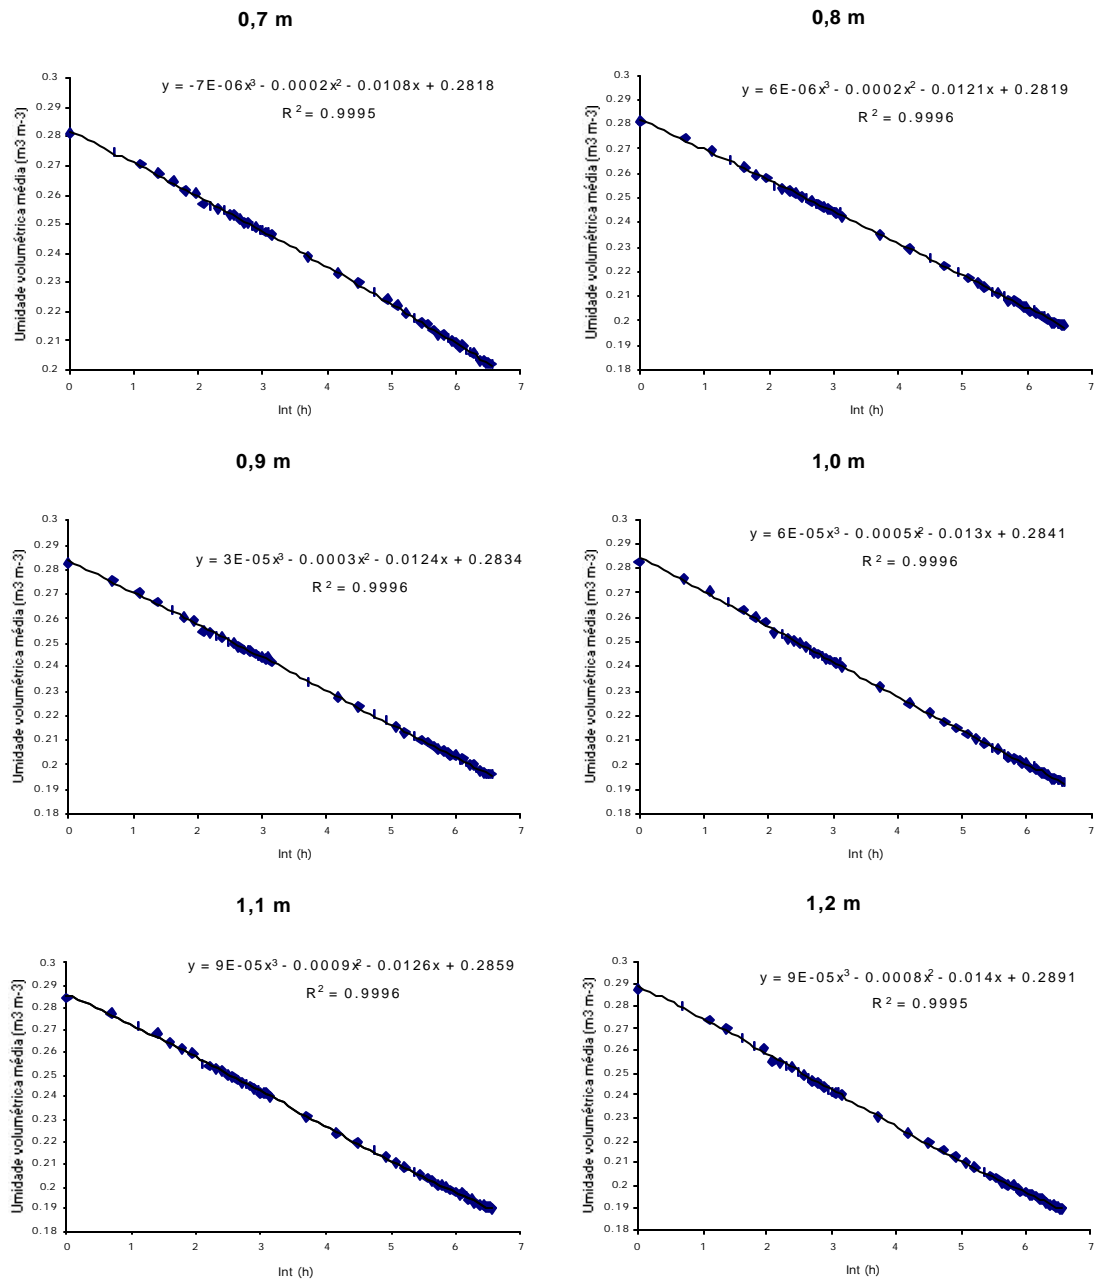 0,7 m
y = -7E-06x³ - 0.0002x² - 0.0108x + 0.2818
R² = 0.9995
Umidade volumétrica média (m3 m-3)
0.3
0.29
0.28
0.27
0.26
0.25
0.24
0.23
0.22
0.21
0.2
0 1 2 3 4 5 6 7
Int (h)
0,8 m
y = 6E-06x³ - 0.0002x² - 0.0121x + 0.2819
R² = 0.9996
Umidade volumétrica média (m3 m-3)
0.3
0.29
0.28
0.27
0.26
0.25
0.24
0.23
0.22
0.21
0.2
0.19
0.18
0 1 2 3 4 5 6 7
Int (h)
0,9 m
y = 3E-05x³ - 0.0003x² - 0.0124x + 0.2834
R² = 0.9996
Umidade volumétrica média (m3 m-3)
0.3
0.29
0.28
0.27
0.26
0.25
0.24
0.23
0.22
0.21
0.2
0.19
0.18
0 1 2 3 4 5 6 7
Int (h)
1,0 m
y = 6E-05x³ - 0.0005x² - 0.013x + 0.2841
R² = 0.9996
Umidade volumétrica média (m3 m-3)
0.3
0.29
0.28
0.27
0.26
0.25
0.24
0.23
0.22
0.21
0.2
0.19
0.18
0 1 2 3 4 5 6 7
Int (h)
1,1 m
y = 9E-05x³ - 0.0009x² - 0.0126x + 0.2859
R² = 0.9996
Umidade volumétrica média (m3 m-3)
0.3
0.29
0.28
0.27
0.26
0.25
0.24
0.23
0.22
0.21
0.2
0.19
0.18
0 1 2 3 4 5 6 7
Int (h)
1,2 m
y = 9E-05x³ - 0.0008x² - 0.014x + 0.2891
R² = 0.9995
Umidade volumétrica média (m3 m-3)
0.3
0.29
0.28
0.27
0.26
0.25
0.24
0.23
0.22
0.21
0.2
0.19
0.18
0 1 2 3 4 5 6 7
Int (h)